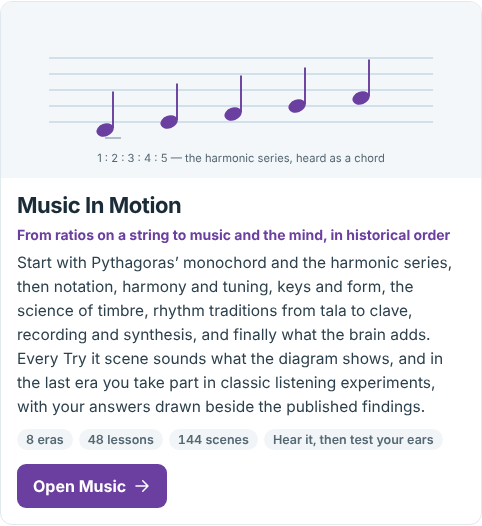 1 : 2 : 3 : 4 : 5 — the harmonic series, heard as a chord
Music In Motion
From ratios on a string to music and the mind, in historical order
Start with Pythagoras’ monochord and the harmonic series,
then notation, harmony and tuning, keys and form, the
science of timbre, rhythm traditions from tala to clave,
recording and synthesis, and finally what the brain adds.
Every Try it scene sounds what the diagram shows, and in
the last era you take part in classic listening experiments,
with your answers drawn beside the published findings.
8 eras 48 lessons 144 scenes Hear it, then test your ears
Open Music →